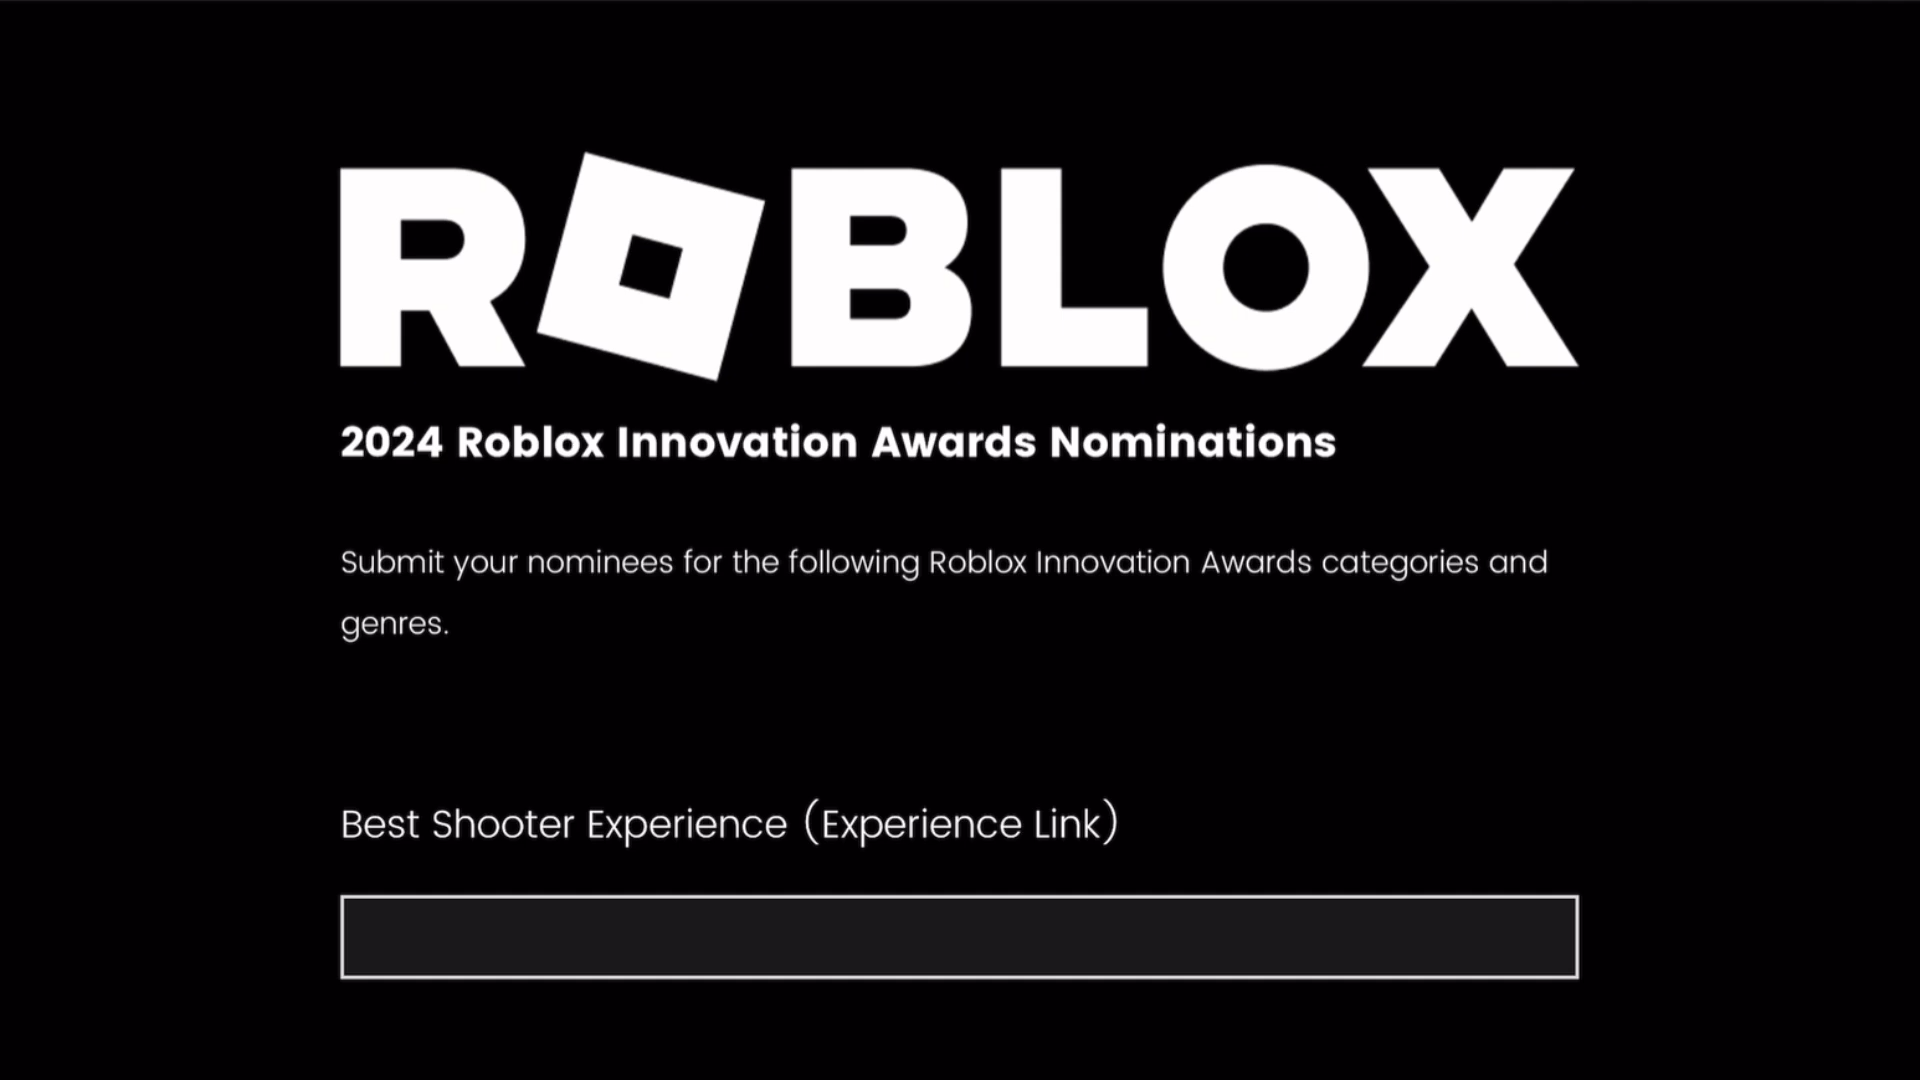 ROBLOX
2024 Roblox Innovation Awards Nominations
Submit your nominees for the following Roblox Innovation Awards categories and
genres.
Best Shooter Experience (Experience Link)